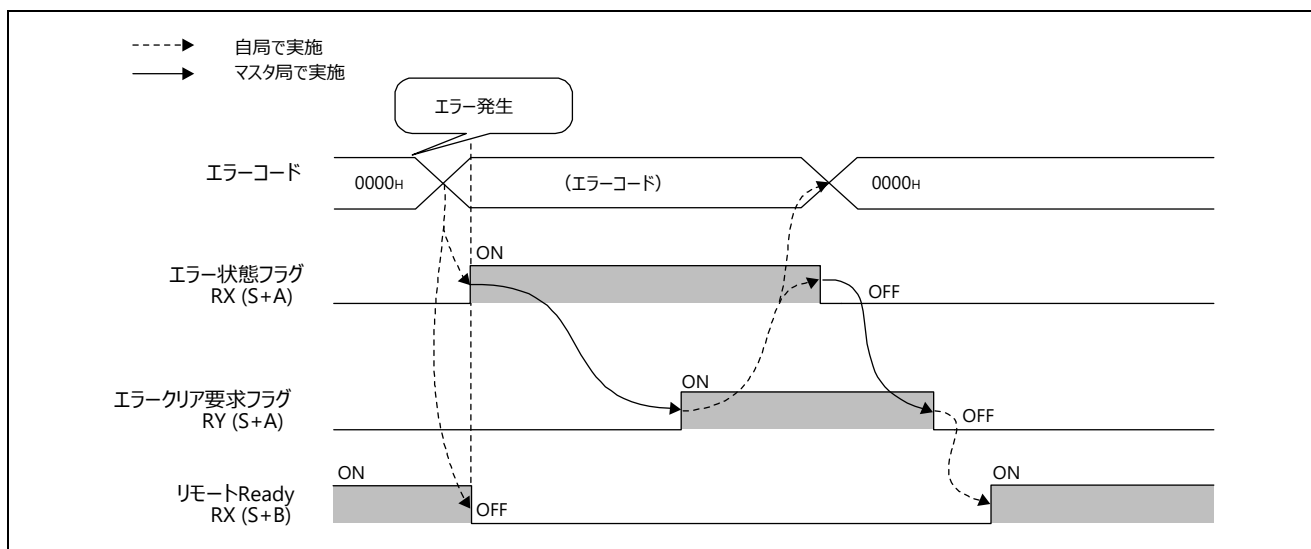 自局で実施
マスタ局で実施
エラー発生
エラーコード
0000H
(エラーコード)
0000H
ON
エラー状態フラグ
RX (S+A)
OFF
ON
エラークリア要求フラグ
RY (S+A)
OFF
ON
ON
リモートReady
RX (S+B)
OFF